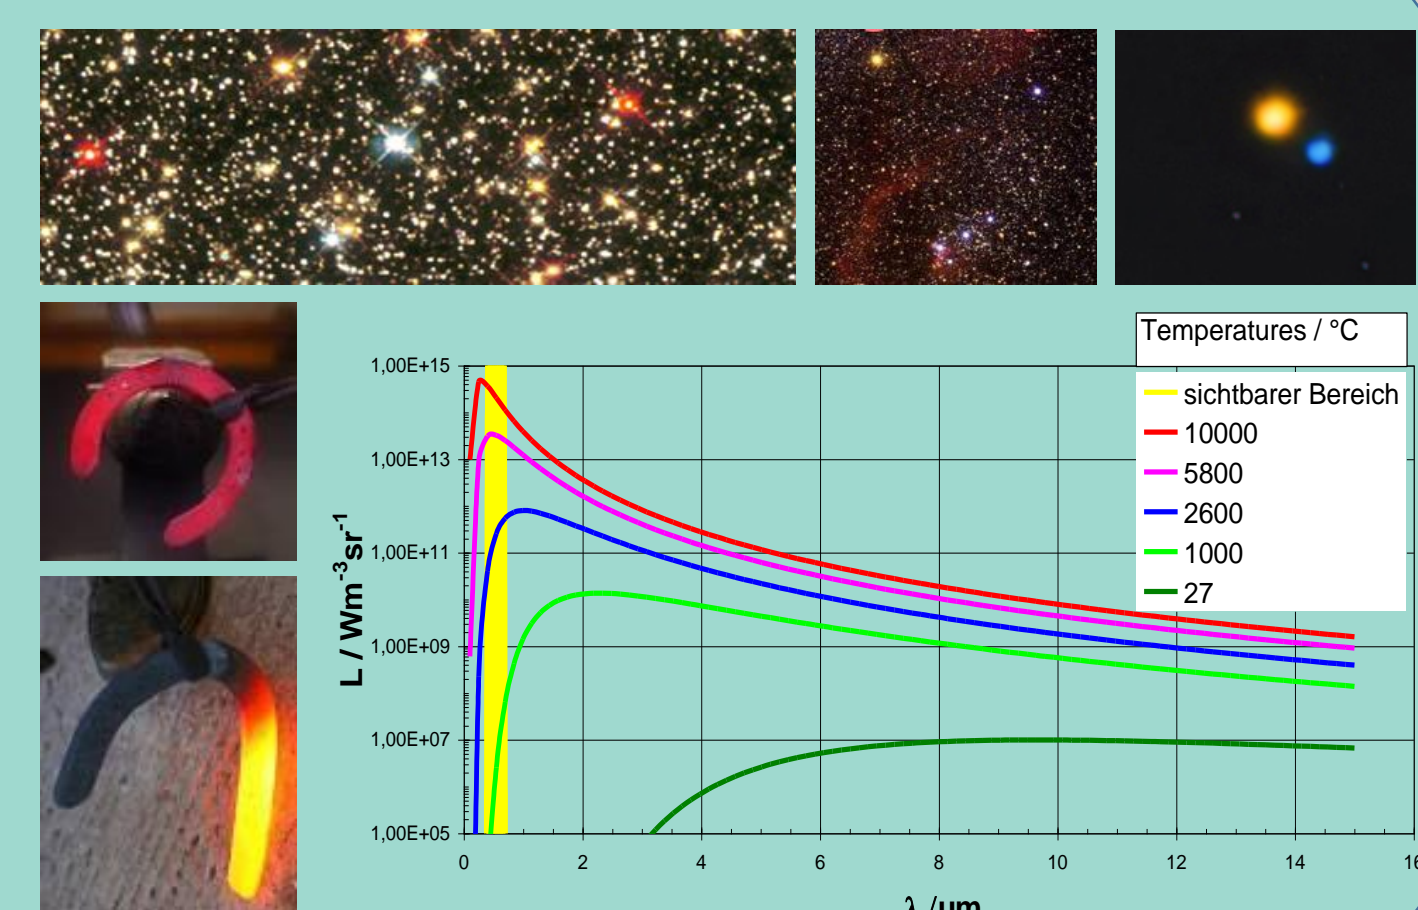 Temperatures / °C
sichtbarer Bereich
10000
5800
2600
1000
27
L / Wm-3sr-1
1,00E+15
1,00E+13
1,00E+11
1,00E+09
1,00E+07
1,00E+05
0 2 4 6 8 10 12 14 16
λ /µm